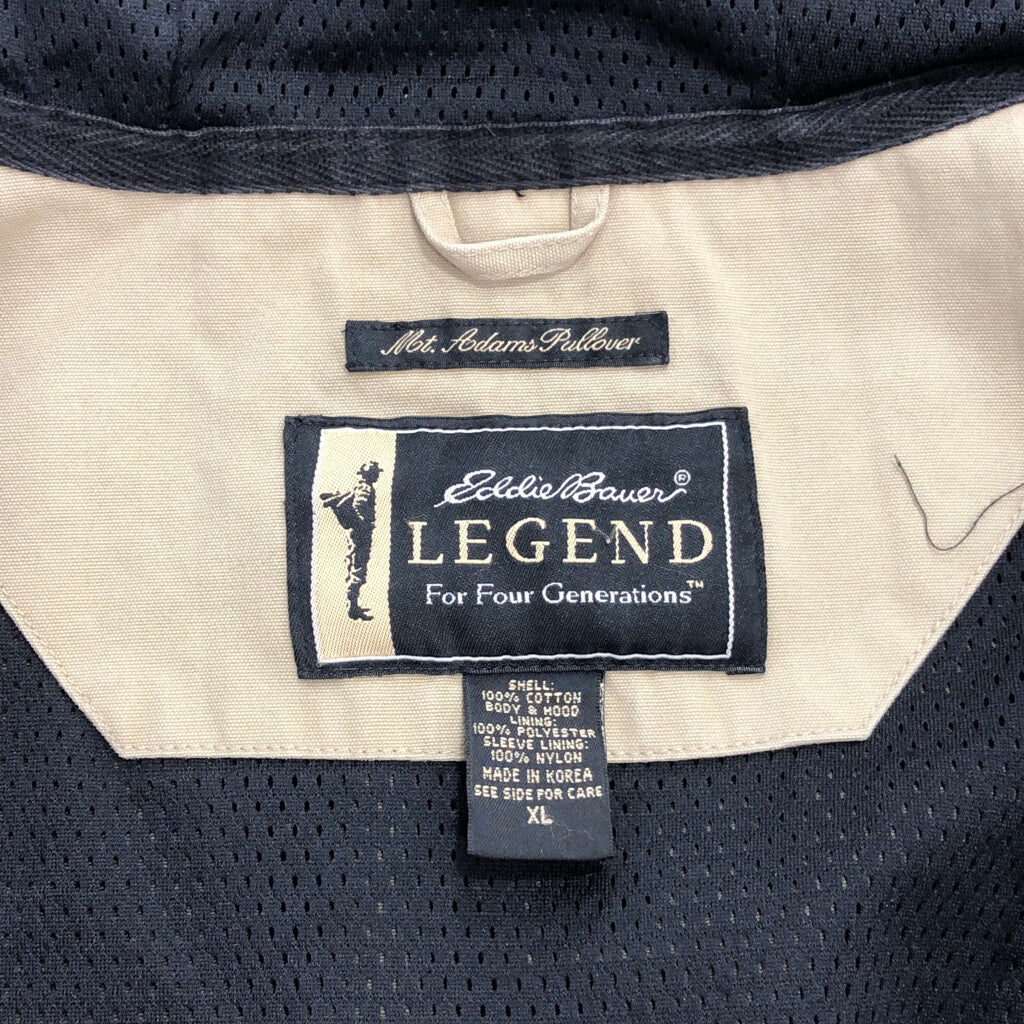 Mt. Adams Pullover
Eddie Bauer®
LEGEND
For Four Generations™
SHELL:
100% COTTON
BODY & HOOD
LINING:
100% POLYESTER
SLEEVE LINING:
100% NYLON
MADE IN KOREA
SEE SIDE FOR CARE
XL